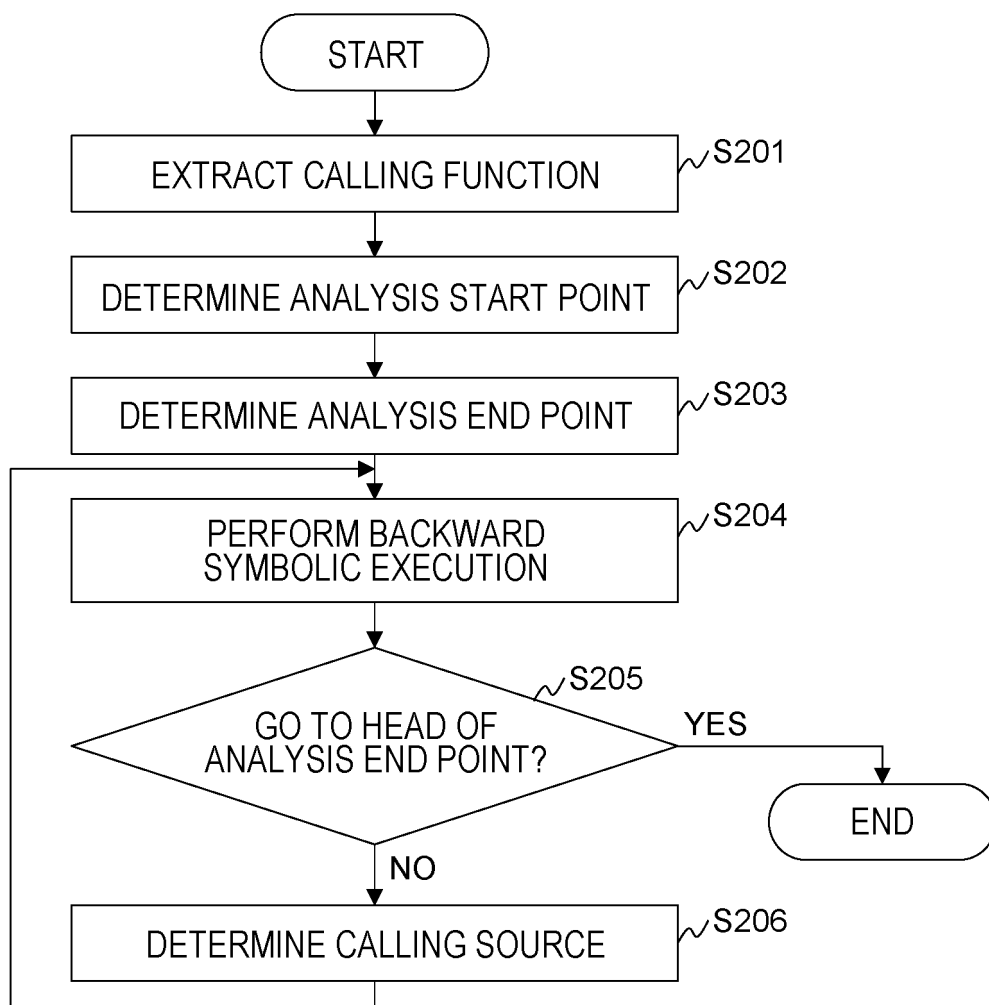 START
EXTRACT CALLING FUNCTION
S201
DETERMINE ANALYSIS START POINT
S202
DETERMINE ANALYSIS END POINT
S203
PERFORM BACKWARD
SYMBOLIC EXECUTION
S204
GO TO HEAD OF
ANALYSIS END POINT?
S205
YES
END
NO
DETERMINE CALLING SOURCE
S206